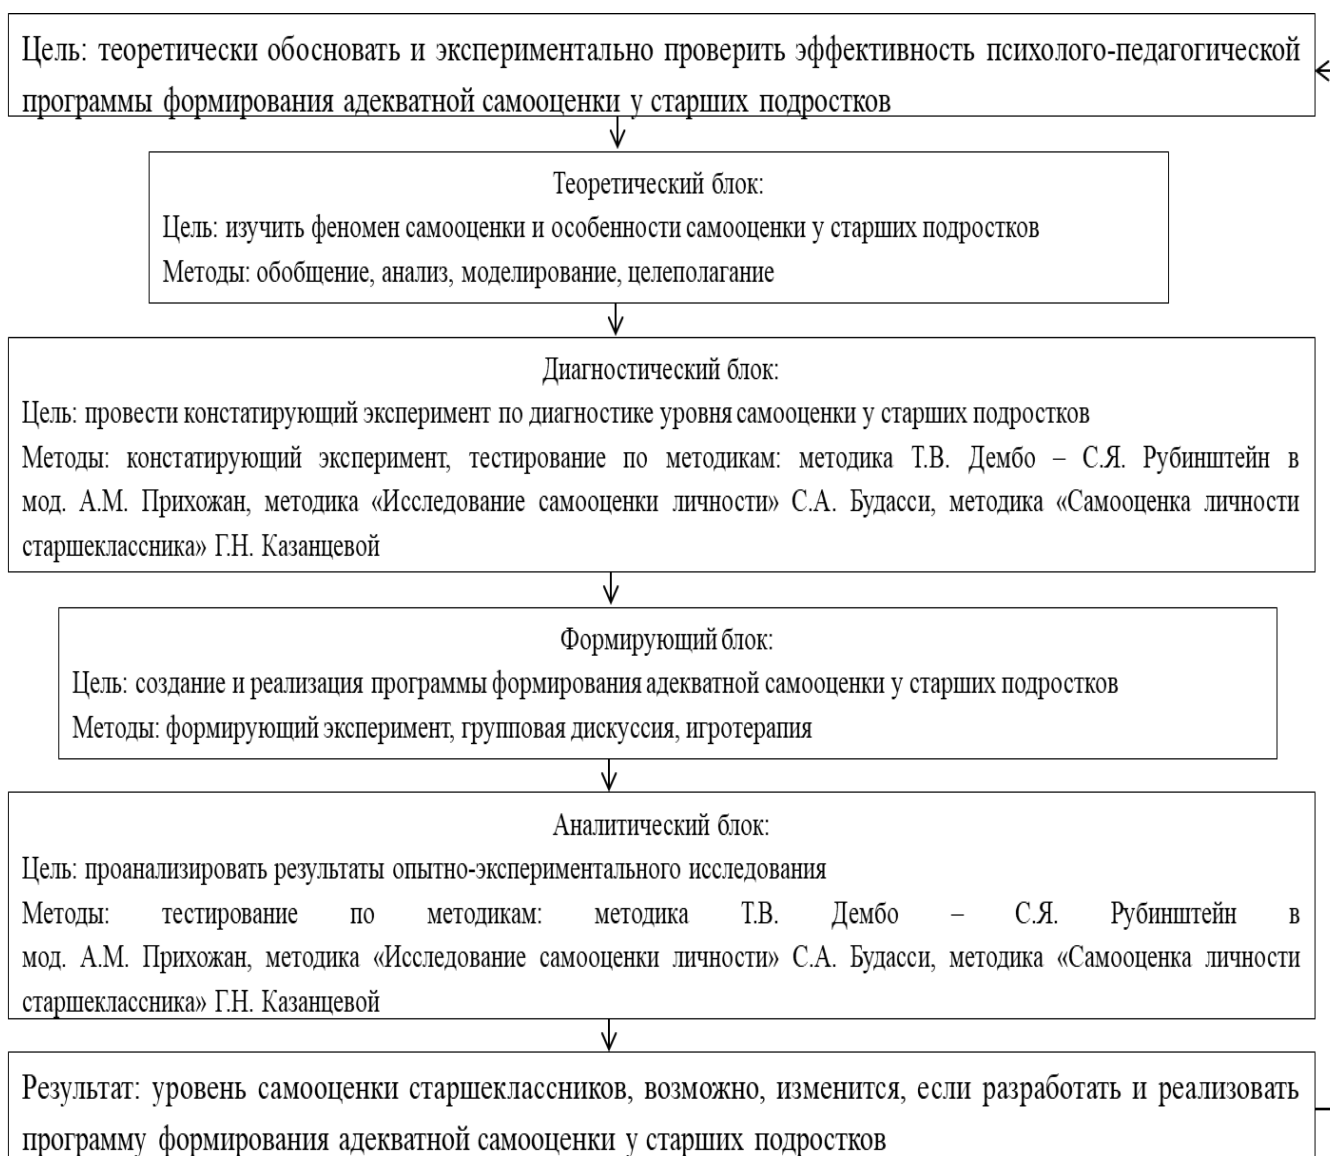 Цель: теоретически обосновать и экспериментально проверить эффективность психолого-педагогической
программы формирования адекватной самооценки у старших подростков
Теоретический блок:
Цель: изучить феномен самооценки и особенности самооценки у старших подростков
Методы: обобщение, анализ, моделирование, целеполагание
Диагностический блок:
Цель: провести констатирующий эксперимент по диагностике уровня самооценки у старших подростков
Методы: констатирующий эксперимент, тестирование по методикам: методика Т.В. Дембо – С.Я. Рубинштейн в
мод. А.М. Прихожан, методика «Исследование самооценки личности» С.А. Будасси, методика «Самооценка личности
старшеклассника» Г.Н. Казанцевой
Формирующий блок:
Цель: создание и реализация программы формирования адекватной самооценки у старших подростков
Методы: формирующий эксперимент, групповая дискуссия, игротерапия
Аналитический блок:
Цель: проанализировать результаты опытно-экспериментального исследования
Методы: тестирование по методикам: методика Т.В. Дембо – С.Я. Рубинштейн в
мод. А.М. Прихожан, методика «Исследование самооценки личности» С.А. Будасси, методика «Самооценка личности
старшеклассника» Г.Н. Казанцевой
Результат: уровень самооценки старшеклассников, возможно, изменится, если разработать и реализовать
программу формирования адекватной самооценки у старших подростков